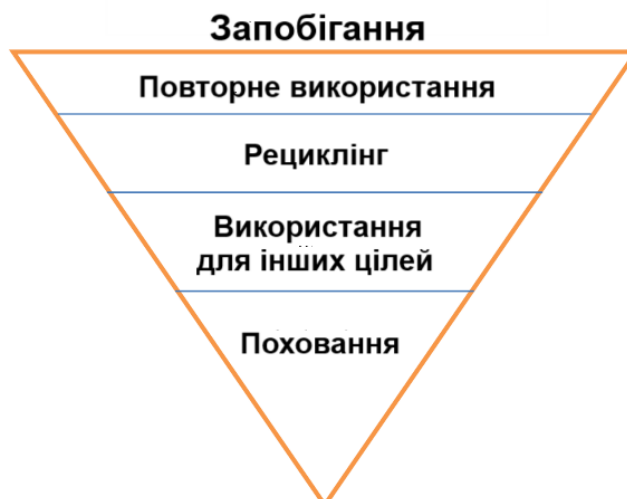 Запобігання
Повторне використання
Рециклінг
Використання
для інших цілей
Поховання